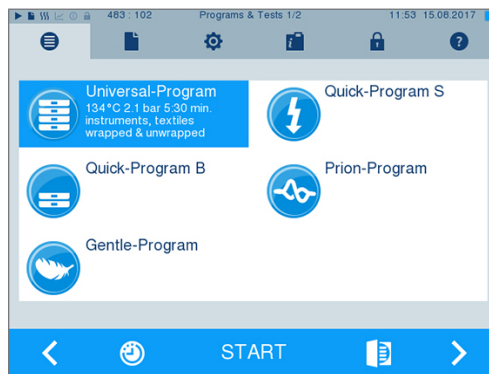 483 : 102 Programs & Tests 1/2 11:53 15.08.2017
Universal-Program
134°C 2.1 bar 5:30 min.
instruments, textiles
wrapped & unwrapped
Quick-Program S
Quick-Program B
Prion-Program
Gentle-Program
START